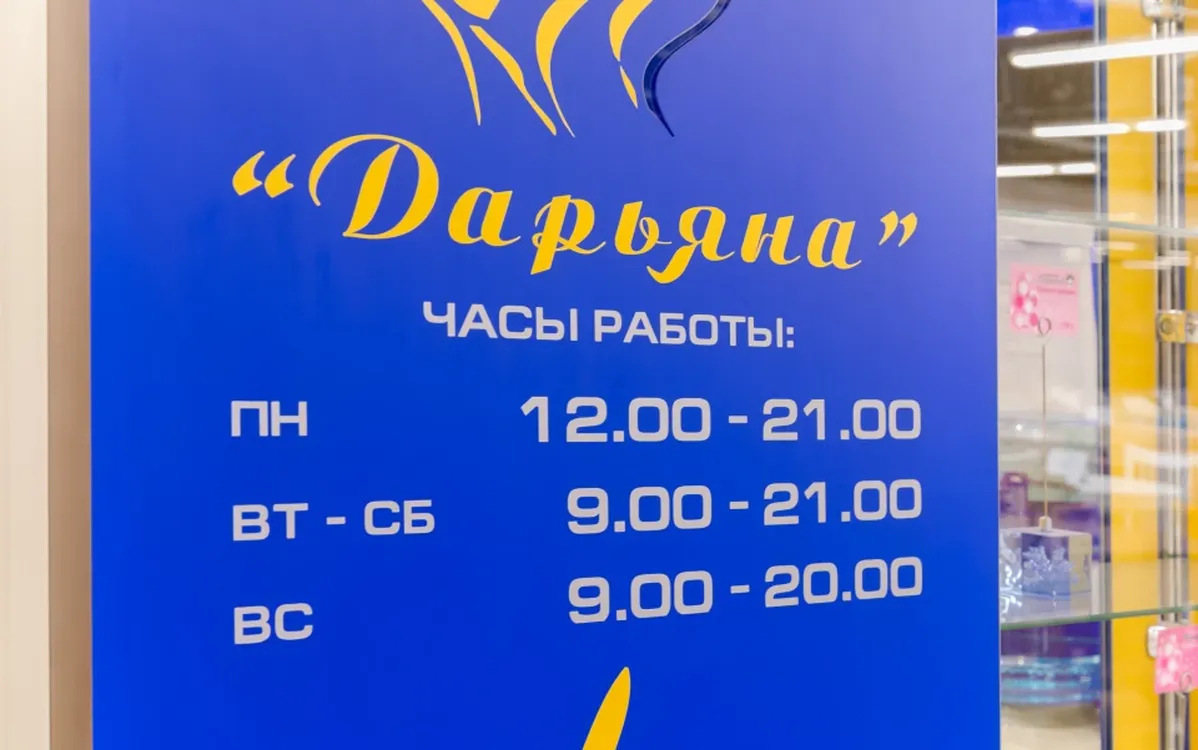 “Дарьяна”
ЧАСЫ РАБОТЫ:
ПН 12.00 - 21.00
ВТ - СБ 9.00 - 21.00
ВС 9.00 - 20.00